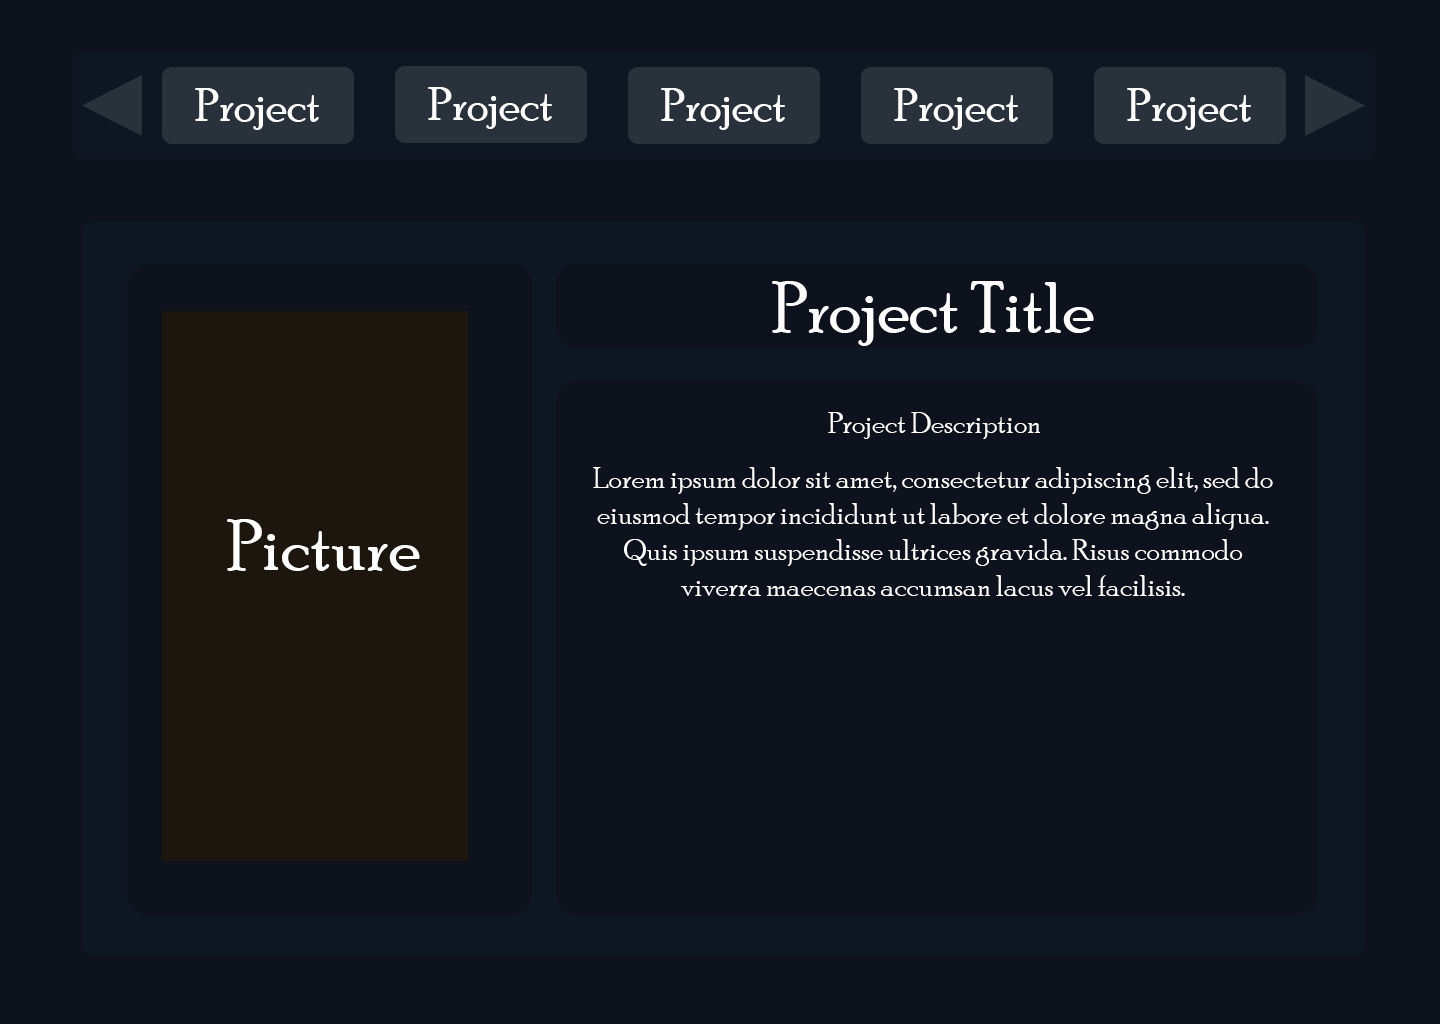 Project
Project
Project
Project
Project
Project Title
Picture
Project Description
Lorem ipsum dolor sit amet, consectetur adipiscing elit, sed do
eiusmod tempor incididunt ut labore et dolore magna aliqua.
Quis ipsum suspendisse ultrices gravida. Risus commodo
viverra maecenas accumsan lacus vel facilisis.